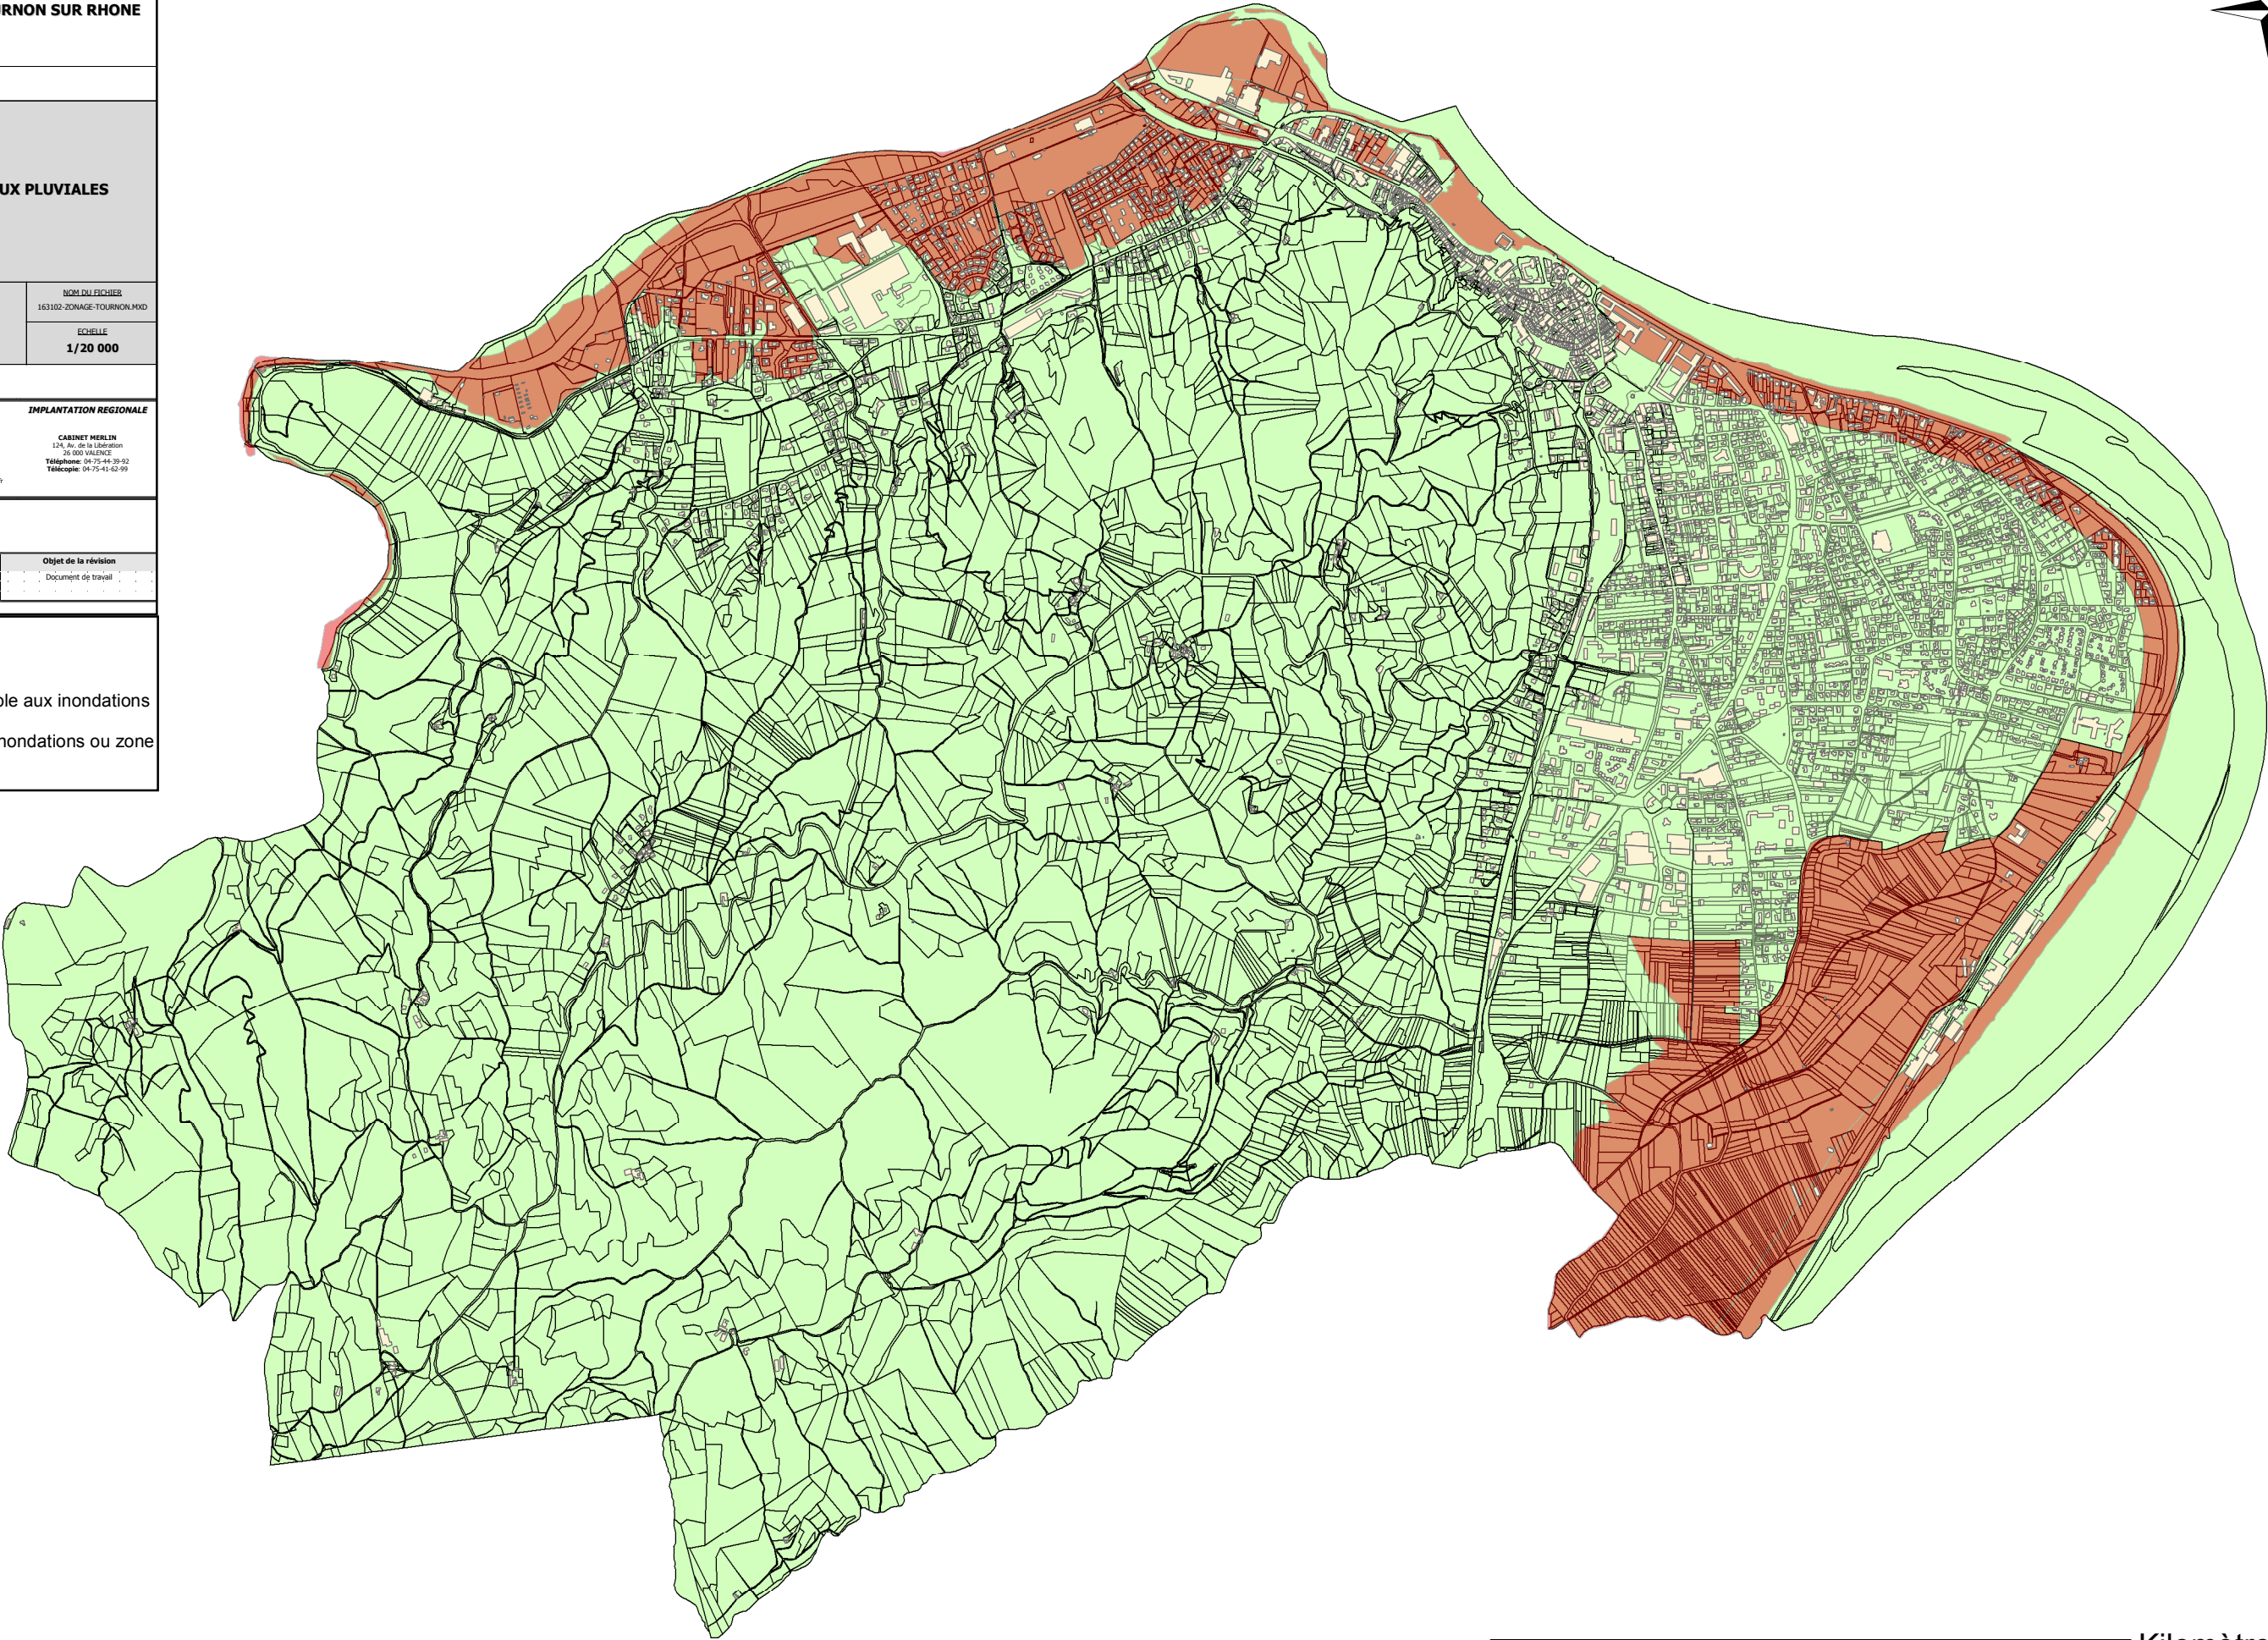 RNON SUR RHONE
UX PLUVIALES
NOM DU FICHIER
163102-ZONAGE-TOURNON.MXD
ECHELLE
1/20 000
IMPLANTATION REGIONALE
CABINET MERLIN
124, Av. de la Libération
26 000 VALENCE
Téléphone: 04-75-44-39-92
Télécopie: 04-75-41-62-99
Objet de la révision
Document de travail
ole aux inondations
nondations ou zone
Kilomètre